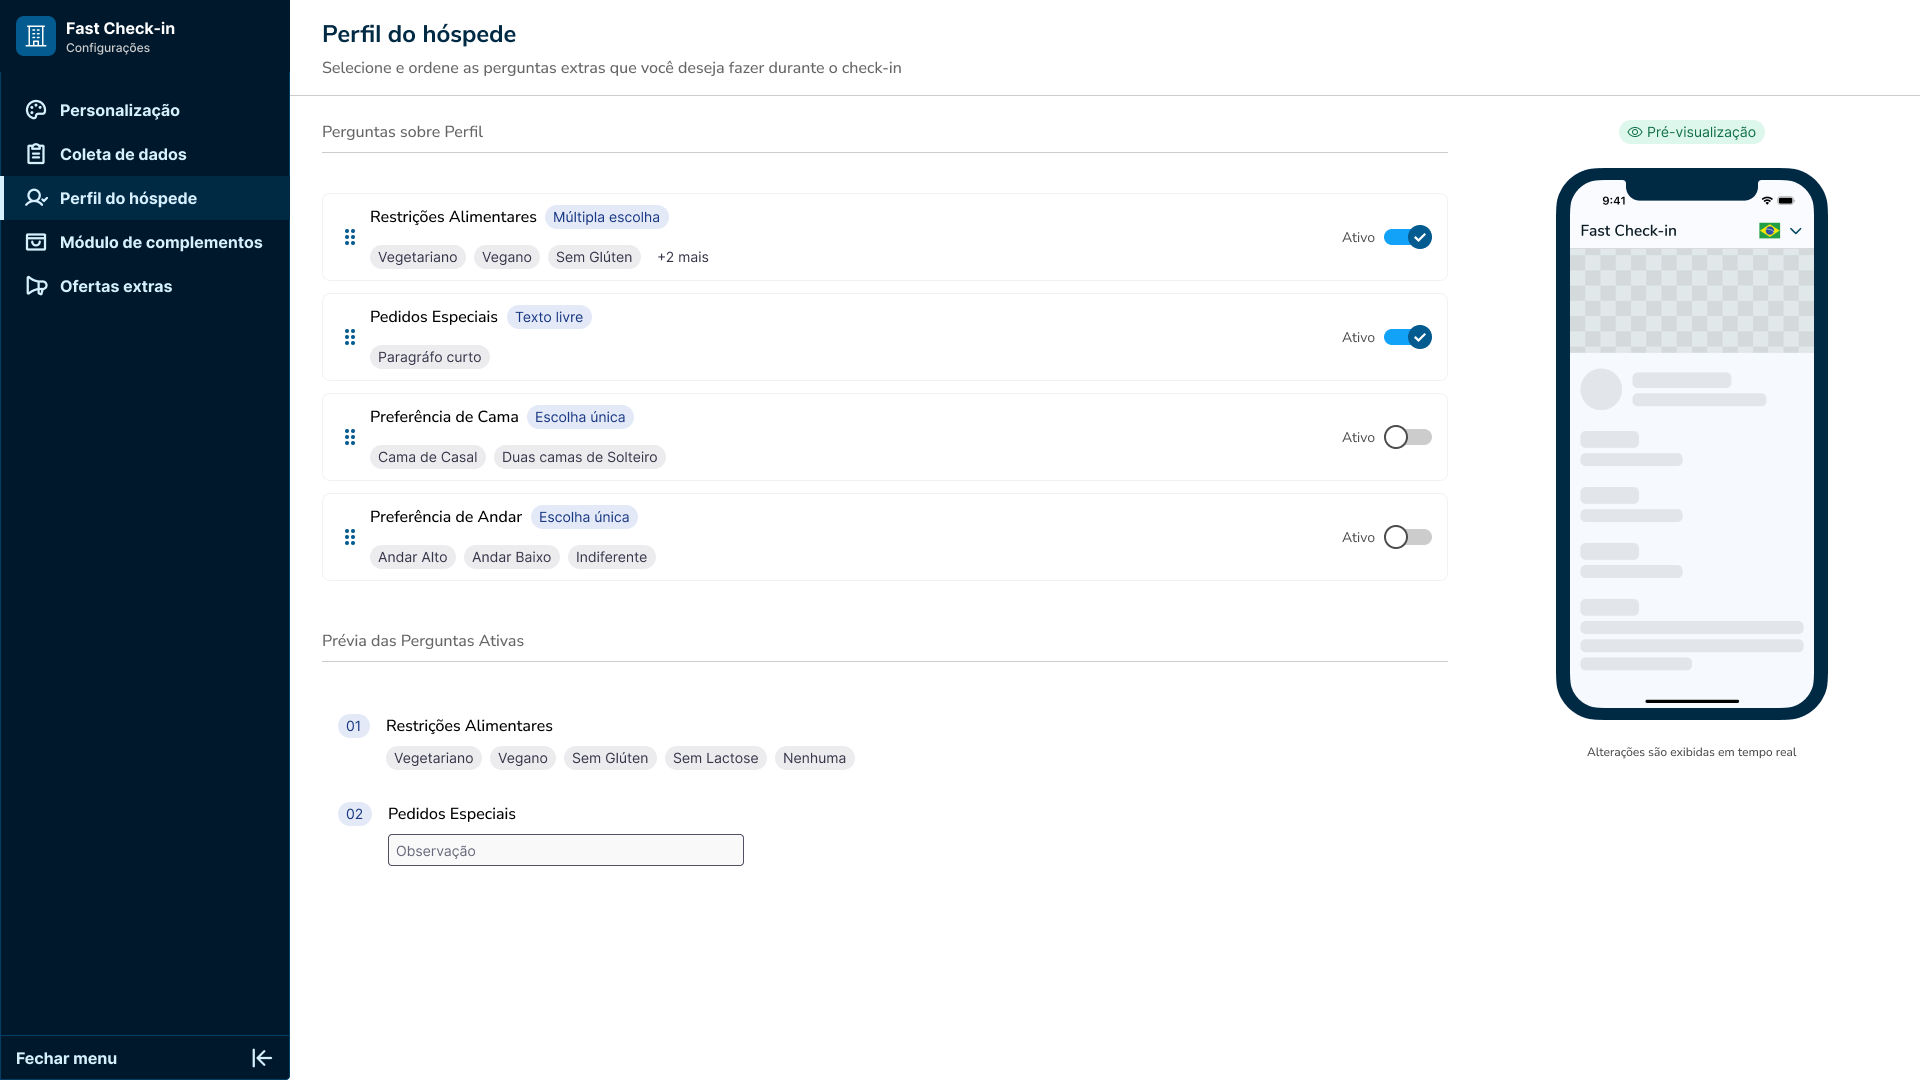 Fast Check-in
Configurações
Personalização
Coleta de dados
Perfil do hóspede
Módulo de complementos
Ofertas extras
Fechar menu
Perfil do hóspede
Selecione e ordene as perguntas extras que você deseja fazer durante o check-in
Perguntas sobre Perfil
Restrições Alimentares Múltipla escolha
Vegetariano Vegano Sem Glúten +2 mais
Ativo
Pedidos Especiais Texto livre
Paragráfo curto
Ativo
Preferência de Cama Escolha única
Cama de Casal Duas camas de Solteiro
Ativo
Preferência de Andar Escolha única
Andar Alto Andar Baixo Indiferente
Ativo
Prévia das Perguntas Ativas
01 Restrições Alimentares
Vegetariano Vegano Sem Glúten Sem Lactose Nenhuma
02 Pedidos Especiais
Observação
Pré-visualização
9:41
Fast Check-in
Alterações são exibidas em tempo real